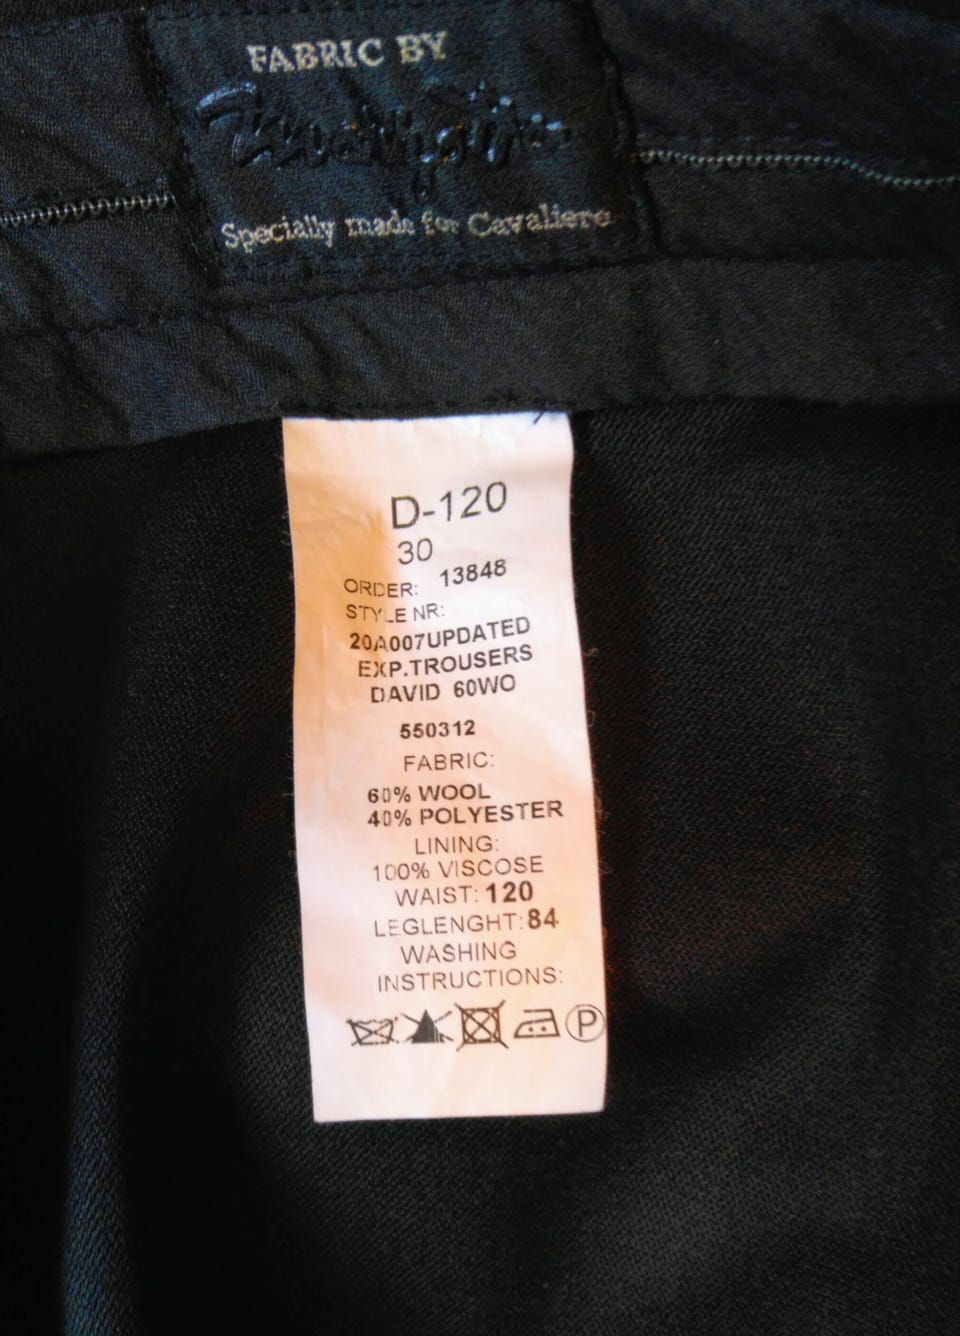 FABRIC BY
Specially made for Cavaliere
D-120
30
ORDER: 13848
STYLE NR:
20A007UPDATED
EXP.TROUSERS
DAVID 60WO
550312
FABRIC:
60% WOOL
40% POLYESTER
LINING:
100% VISCOSE
WAIST: 120
LEGLENGHT: 84
WASHING
INSTRUCTIONS:
P